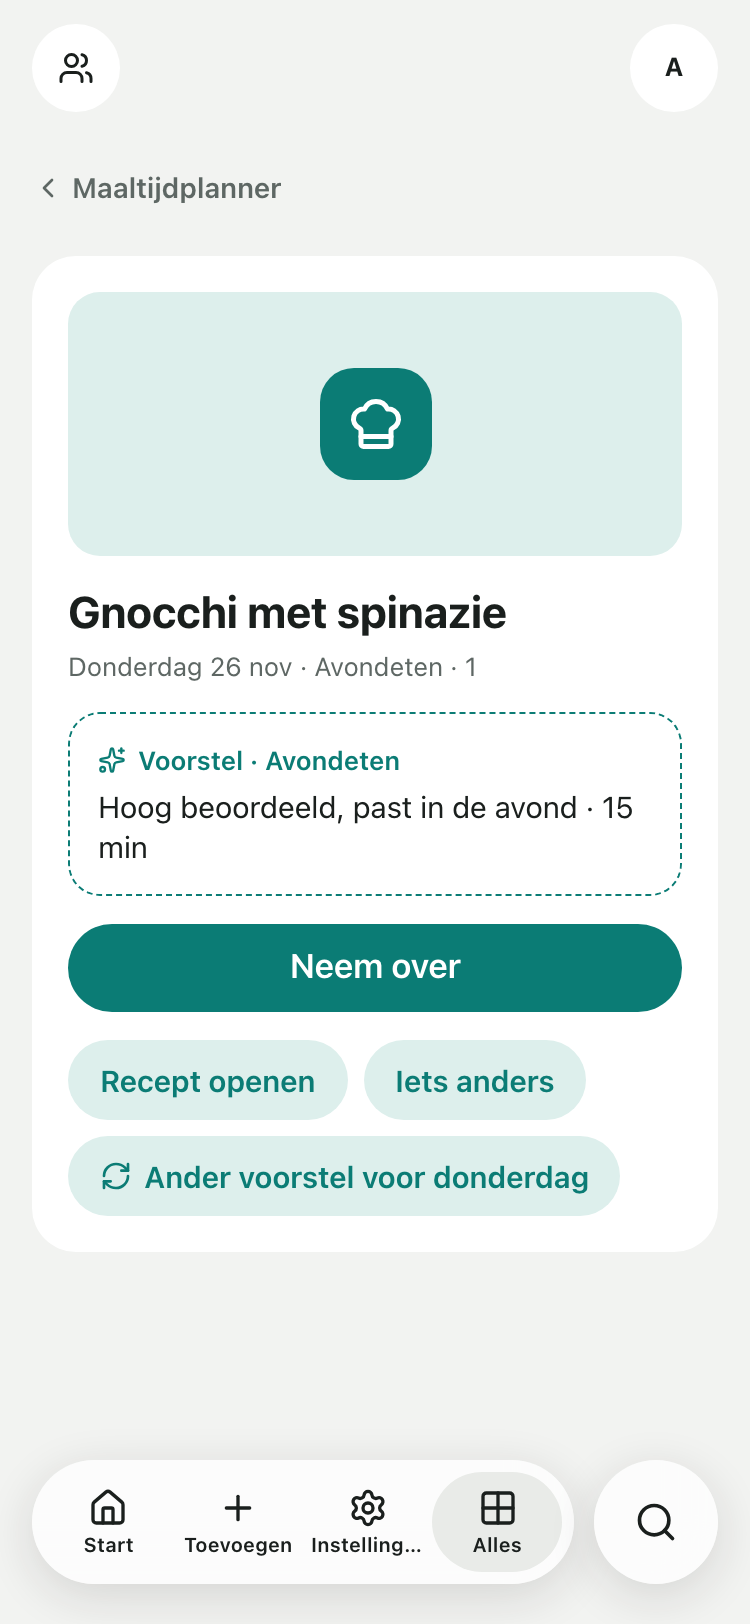 A
Maaltijdplanner
Gnocchi met spinazie
Donderdag 26 nov · Avondeten · 1
Voorstel · Avondeten
Hoog beoordeeld, past in de avond · 15
min
Neem over
Recept openen
Iets anders
Ander voorstel voor donderdag
Start
Toevoegen
Instelling...
Alles